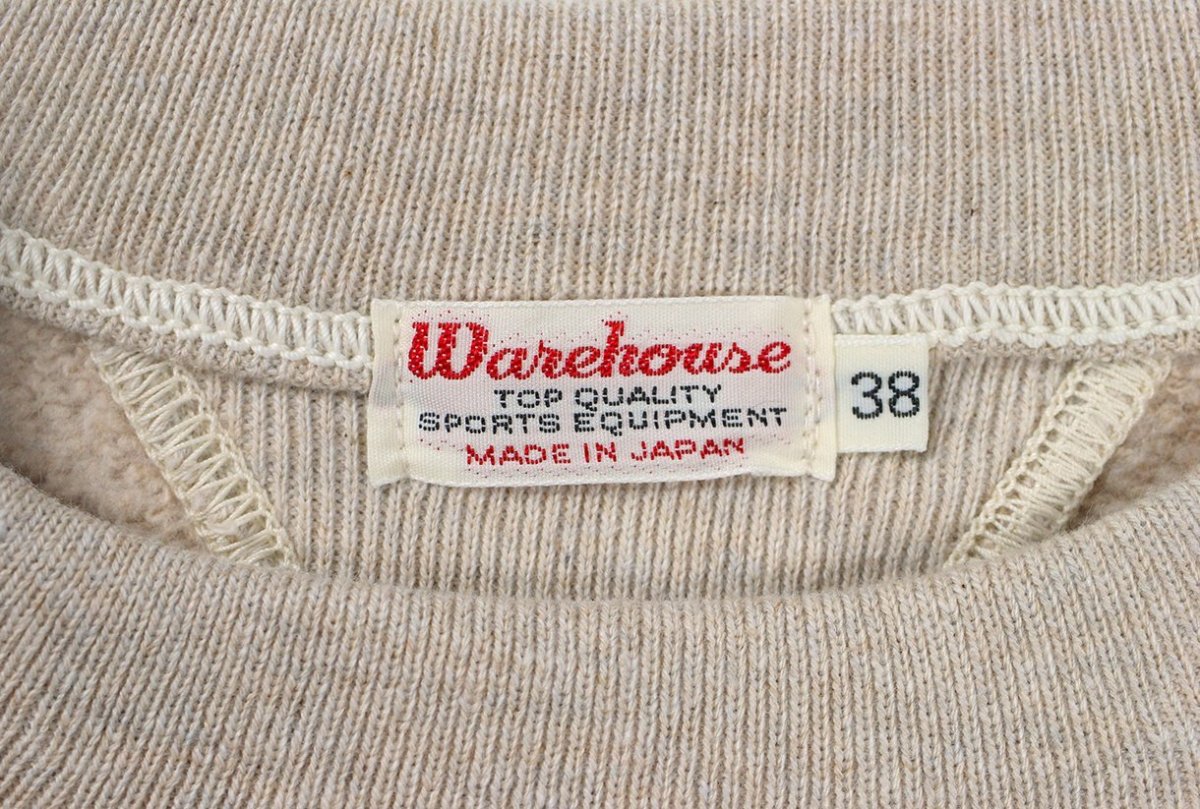 Warehouse
TOP QUALITY
SPORTS EQUIPMENT
MADE IN JAPAN
38